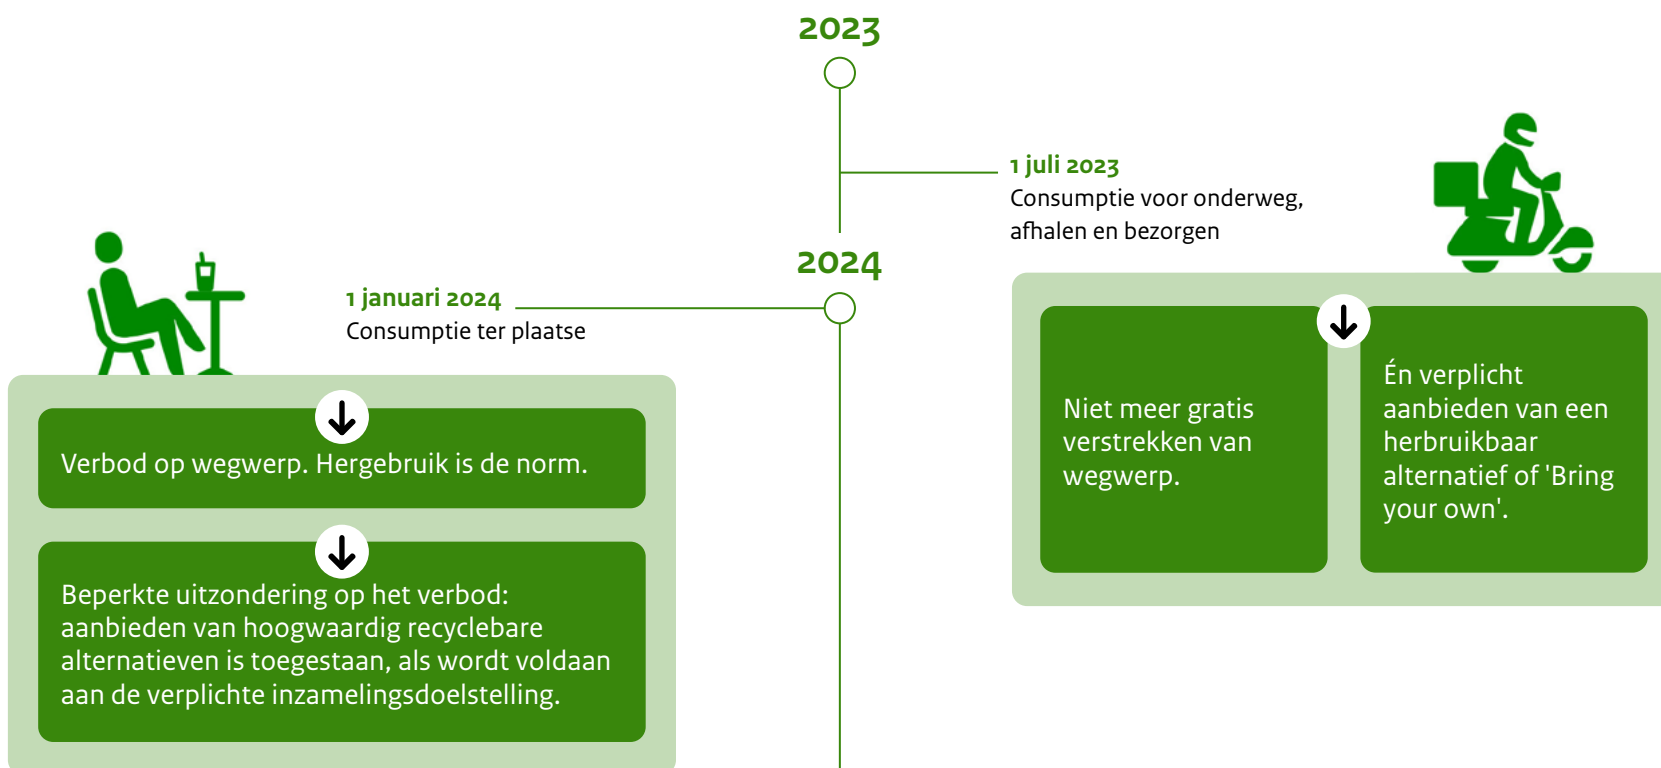 2023
1 juli 2023
Consumptie voor onderweg,
afhalen en bezorgen
Niet meer gratis
verstrekken van
wegwerp.
Én verplicht
aanbieden van een
herbruikbaar
alternatief of 'Bring
your own'.
2024
1 januari 2024
Consumptie ter plaatse
Verbod op wegwerp. Hergebruik is de norm.
Beperkte uitzondering op het verbod:
aanbieden van hoogwaardig recyclebare
alternatieven is toegestaan, als wordt voldaan
aan de verplichte inzamelingsdoelstelling.